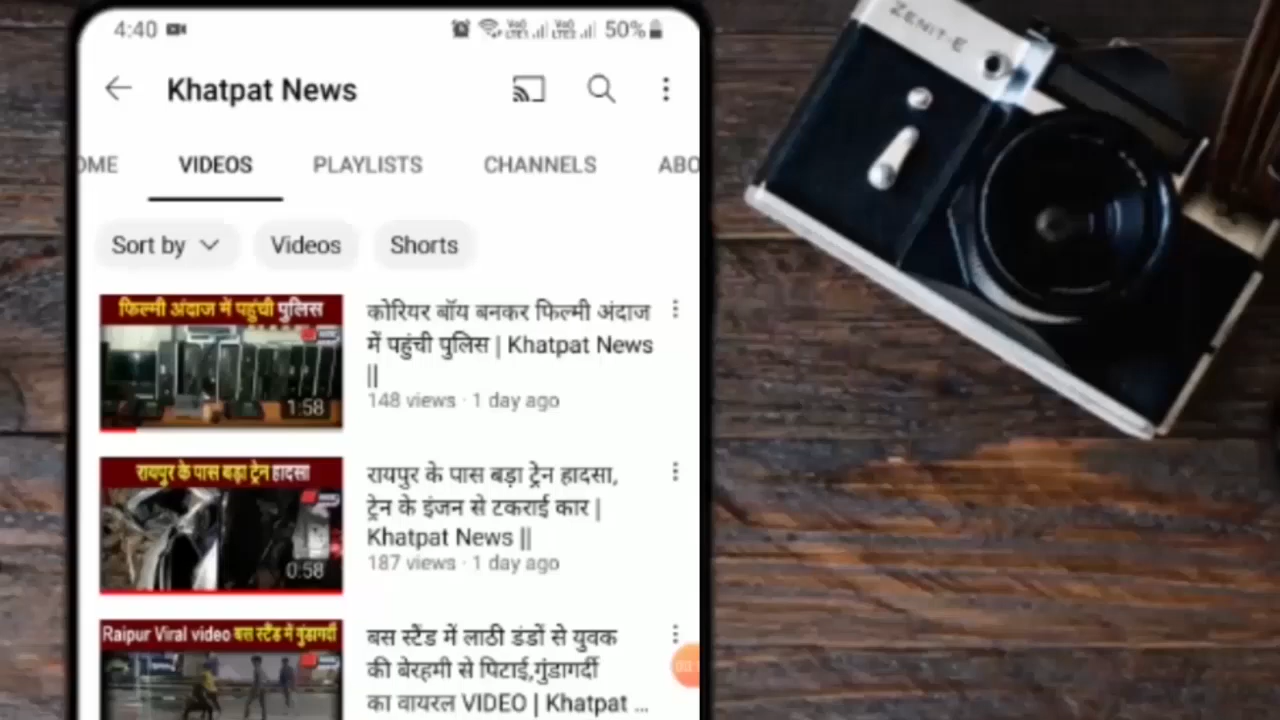 4:40
50%
Khatpat News
OME
VIDEOS
PLAYLISTS
CHANNELS
ABO
Sort by
Videos
Shorts
फिल्मी अंदाज में पहुंची पुलिस
1:58
कोरियर बॉय बनकर फिल्मी अंदाज
में पहुंची पुलिस | Khatpat News
||
148 views · 1 day ago
रायपुर के पास बड़ा ट्रेन हादसा
0:58
रायपुर के पास बड़ा ट्रेन हादसा,
ट्रेन के इंजन से टकराई कार |
Khatpat News ||
187 views · 1 day ago
Raipur Viral video बस स्टैंड में गुंडागर्दी
बस स्टैंड में लाठी डंडों से युवक
की बेरहमी से पिटाई,गुंडागर्दी
का वायरल VIDEO | Khatpat ...
ZENIT-E